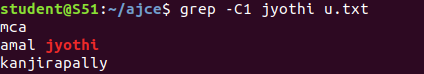 student@S51:~/ajce$ grep -C1 jyothi u.txt
mca
amal jyothi
kanjirapally